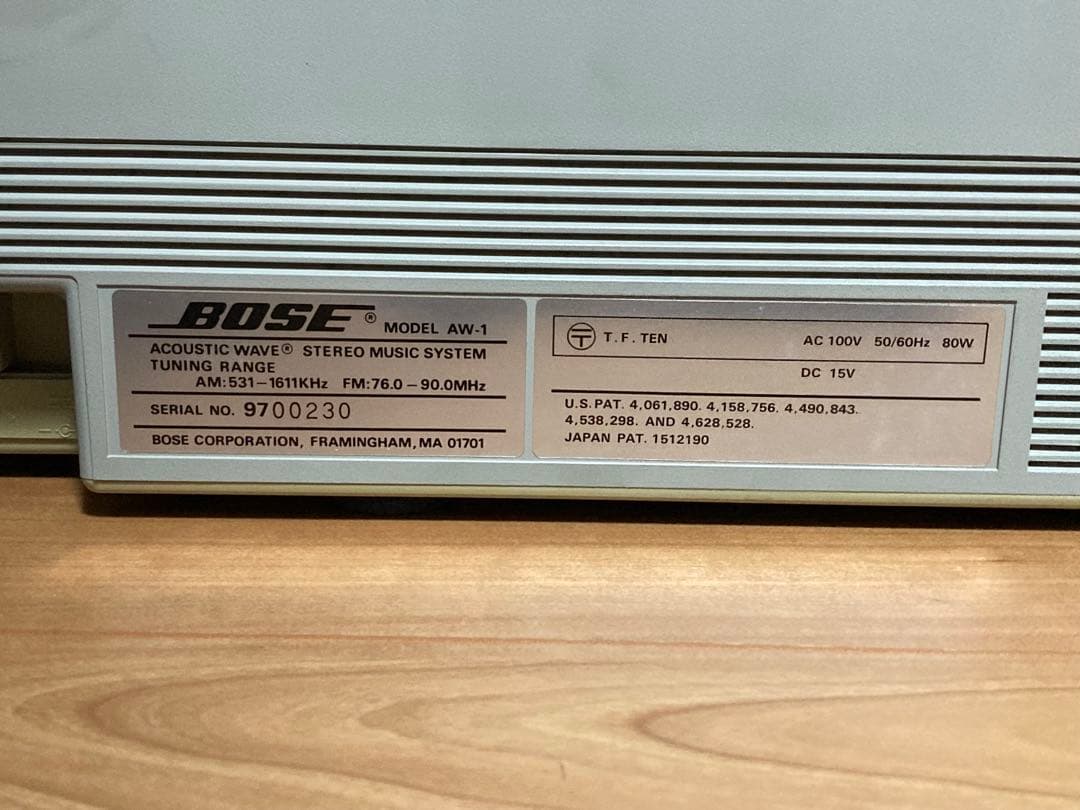 BOSE® MODEL AW-1
ACOUSTIC WAVE® STEREO MUSIC SYSTEM
TUNING RANGE
AM:531-1611KHz FM:76.0-90.0MHz
SERIAL NO. 9700230
BOSE CORPORATION, FRAMINGHAM, MA 01701
T.F. TEN AC 100V 50/60Hz 80W
DC 15V
U.S. PAT. 4,061,890. 4,158,756. 4,490,843.
4,538,298. AND 4,628,528.
JAPAN PAT. 1512190